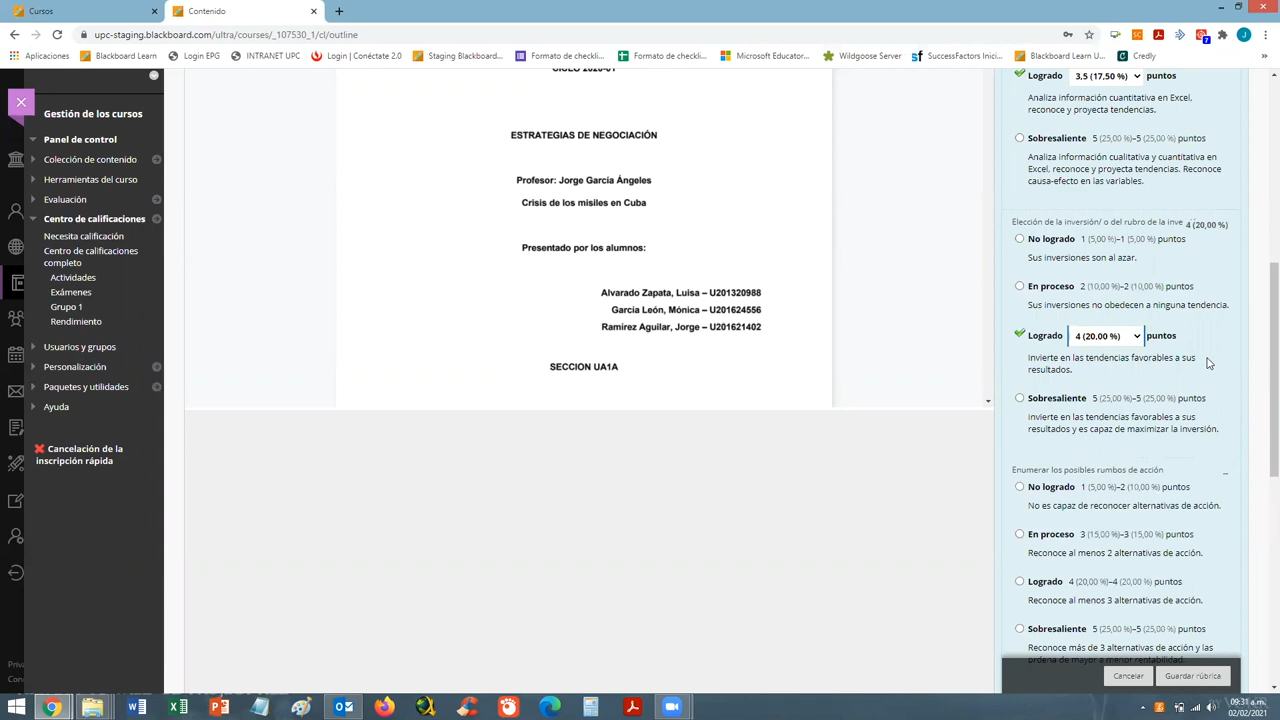 Cursos
Contenido
upc-staging.blackboard.com/ultra/courses/_107530_1/cl/outline
Aplicaciones
Blackboard Learn
Login EPG
INTRANET UPC
Login | Conéctate 2.0
Staging Blackboard...
Formato de checkli...
Formato de checkli...
Microsoft Educator...
Wildgoose Server
SuccessFactors Inici...
Blackboard Learn U...
Credly
»
7
J
Gestión de los cursos
Panel de control
Colección de contenido
Herramientas del curso
Evaluación
Centro de calificaciones
Necesita calificación
Centro de calificaciones
completo
Actividades
Exámenes
Grupo 1
Rendimiento
Usuarios y grupos
Personalización
Paquetes y utilidades
Ayuda
Cancelación de la
inscripción rápida
Priva
Con
ESTRATEGIAS DE NEGOCIACIÓN
Profesor: Jorge García Ángeles
Crisis de los misiles en Cuba
Presentado por los alumnos:
Alvarado Zapata, Luisa – U201320988
García León, Mónica – U201624556
Ramírez Aguilar, Jorge – U201621402
SECCION UA1A
Logrado 3,5 (17,50 %) puntos
Analiza información cuantitativa en Excel,
reconoce y proyecta tendencias.
Sobresaliente 5 (25,00 %)–5 (25,00 %) puntos
Analiza información cualitativa y cuantitativa en
Excel, reconoce y proyecta tendencias. Reconoce
causa-efecto en las variables.
Elección de la inversión/ o del rubro de la inve 4 (20,00 %)
No logrado 1 (5,00 %)–1 (5,00 %) puntos
Sus inversiones son al azar.
En proceso 2 (10,00 %)–2 (10,00 %) puntos
Sus inversiones no obedecen a ninguna tendencia.
Logrado 4 (20,00 %) puntos
Invierte en las tendencias favorables a sus
resultados.
Sobresaliente 5 (25,00 %)–5 (25,00 %) puntos
invierte en las tendencias favorables a sus
resultados y es capaz de maximizar la inversión.
Enumerar los posibles rumbos de acción --
No logrado 1 (5,00 %)–2 (10,00 %) puntos
No es capaz de reconocer alternativas de acción.
En proceso 3 (15,00 %)–3 (15,00 %) puntos
Reconoce al menos 2 alternativas de acción.
Logrado 4 (20,00 %)–4 (20,00 %) puntos
Reconoce al menos 3 alternativas de acción.
Sobresaliente 5 (25,00 %)–5 (25,00 %) puntos
Reconoce más de 3 alternativas de acción y las
ordena de mayor a menor rentabilidad.
Cancelar
Guardar rúbrica
09:31 a.m.
02/02/2021